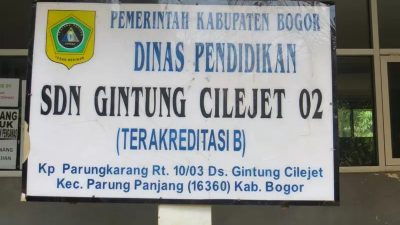 PEMERINTAH KABUPATEN BOGOR
DINAS PENDIDIKAN
SDN GINTUNG CILEJET 02
(TERAKREDITASI B)
Kp Parungkarang Rt. 10/03 Ds. Gintung Cilejet
Kec. Parung Panjang (16360) Kab. Bogor